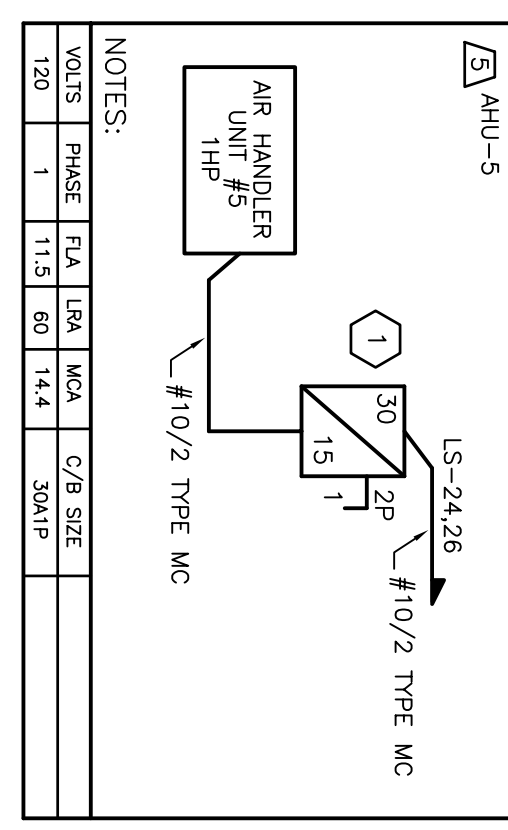 5 AHU-5
LS-24,26
#10/2 TYPE MC
1
30
15
2P
1
AIR HANDLER
UNIT #5
1HP
#10/2 TYPE MC
NOTES:
VOLTS PHASE FLA LRA MCA C/B SIZE
120 1 11.5 60 14.4 30A1P